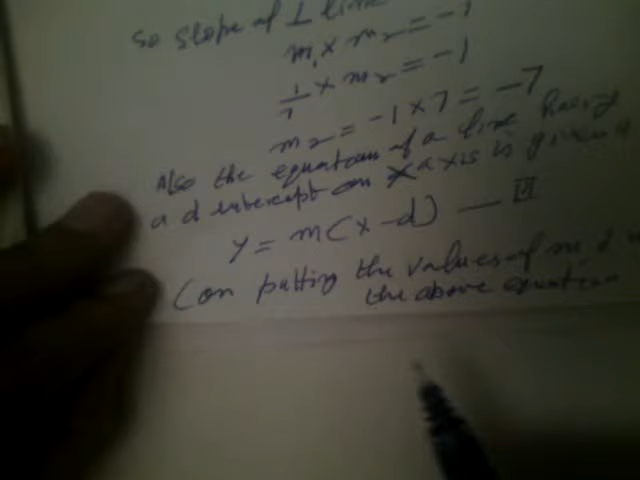 so slope of ⊥ line
m₁ × m₂ = -1
1/7 × m₂ = -1
m₂ = -1 × 7 = -7
Also the equation of a line having
a d intercept on X axis is given
y = m(x-d) —
(on putting the values of m, d
the above equation